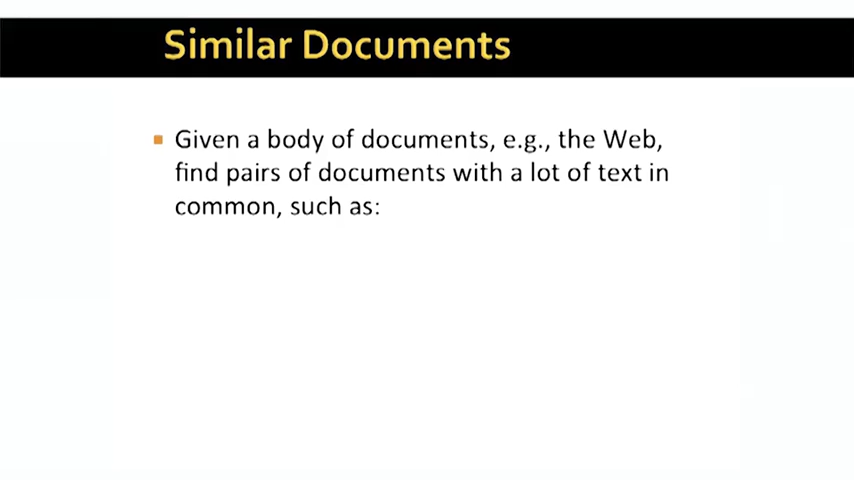 Similar Documents
Given a body of documents, e.g., the Web,
find pairs of documents with a lot of text in
common, such as: